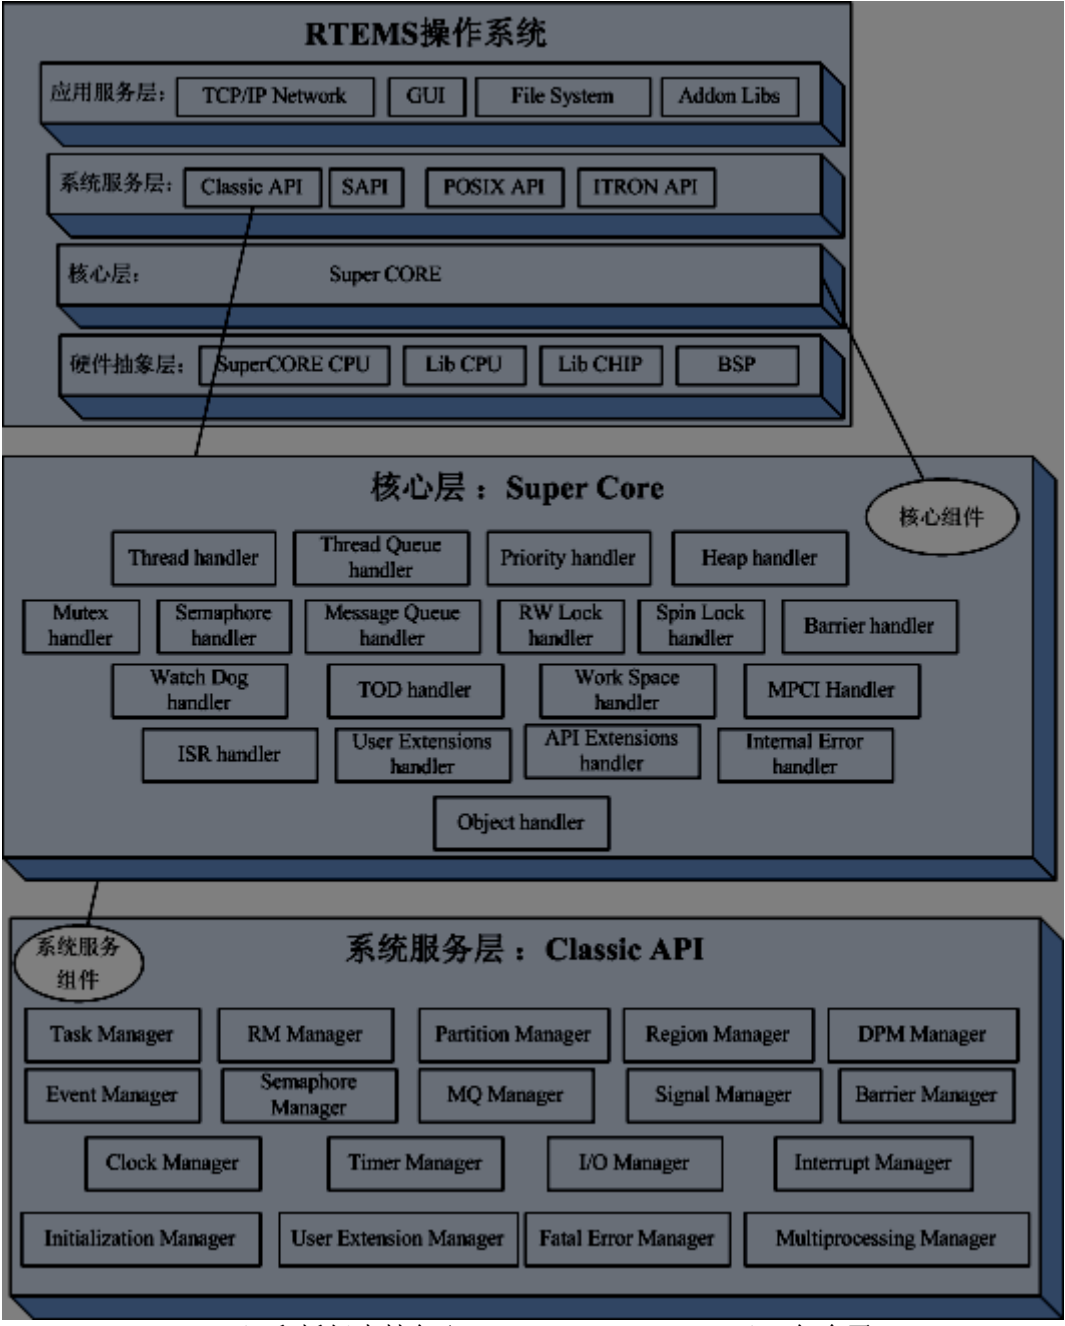 RTEMS操作系统
应用服务层： TCP/IP Network GUI File System Addon Libs
系统服务层： Classic API SAPI POSIX API ITRON API
核心层： Super CORE
硬件抽象层： SuperCORE CPU Lib CPU Lib CHIP BSP
核心层 ： Super Core
核心组件
Thread handler
Thread Queue
handler
Priority handler
Heap handler
Mutex
handler
Semaphore
handler
Message Queue
handler
RW Lock
handler
Spin Lock
handler
Barrier handler
Watch Dog
handler
TOD handler
Work Space
handler
MPCI Handler
ISR handler
User Extensions
handler
API Extensions
handler
Internal Error
handler
Object handler
系统服务
组件
系统服务层 ： Classic API
Task Manager RM Manager Partition Manager Region Manager DPM Manager
Event Manager
Semaphore
Manager
MQ Manager
Signal Manager
Barrier Manager
Clock Manager Timer Manager I/O Manager Interrupt Manager
Initialization Manager User Extension Manager Fatal Error Manager Multiprocessing Manager